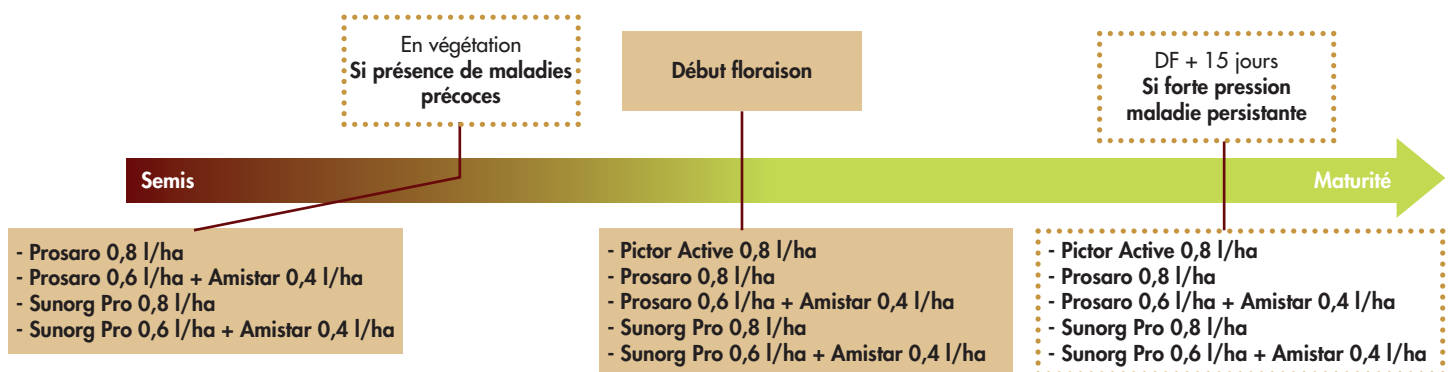 En végétation
Si présence de maladies
précoces
Début floraison
DF + 15 jours
Si forte pression
maladie persistante
Semis
Maturité
- Prosaro 0,8 l/ha
- Prosaro 0,6 l/ha + Amistar 0,4 l/ha
- Sunorg Pro 0,8 l/ha
- Sunorg Pro 0,6 l/ha + Amistar 0,4 l/ha
- Pictor Active 0,8 l/ha
- Prosaro 0,8 l/ha
- Prosaro 0,6 l/ha + Amistar 0,4 l/ha
- Sunorg Pro 0,8 l/ha
- Sunorg Pro 0,6 l/ha + Amistar 0,4 l/ha
- Pictor Active 0,8 l/ha
- Prosaro 0,8 l/ha
- Prosaro 0,6 l/ha + Amistar 0,4 l/ha
- Sunorg Pro 0,8 l/ha
- Sunorg Pro 0,6 l/ha + Amistar 0,4 l/ha